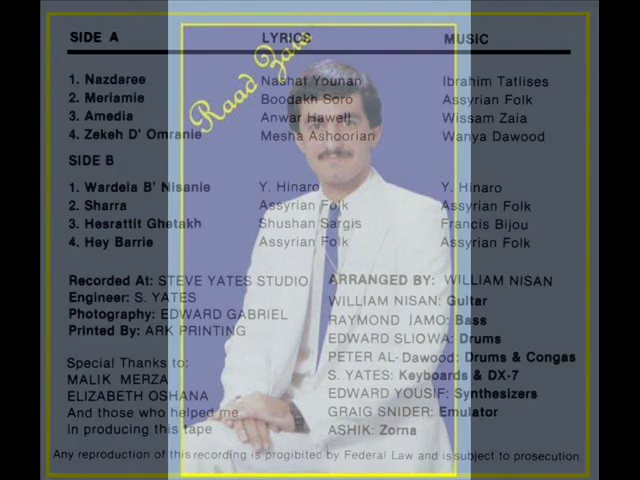 Raad Zaia
SIDE A LYRICS MUSIC
1. Nazdaree Nashat Younan Ibrahim Tatlises
2. Meriamie Boodakh Soro Assyrian Folk
3. Amedia Anwar Hawell Wissam Zaia
4. Zekeh D' Omranie Mesha Ashoorian Wanya Dawood
SIDE B
1. Wardela B' Nisanie Y. Hinaro Y. Hinaro
2. Sharra Assyrian Folk Assyrian Folk
3. Hesrattit Ghetakh Shushan Sargis Francis Bijou
4. Hey Barrie Assyrian Folk Assyrian Folk
Recorded At: STEVE YATES STUDIO
Engineer: S. YATES
Photography: EDWARD GABRIEL
Printed By: ARK PRINTING
Special Thanks to:
MALIK MERZA
ELIZABETH OSHANA
And those who helped me
in producing this tape
ARRANGED BY: WILLIAM NISAN
WILLIAM NISAN: Guitar
RAYMOND JAMO: Bass
EDWARD SLIOWA: Drums
PETER AL-Dawood: Drums & Congas
S. YATES: Keyboards & DX-7
EDWARD YOUSIF: Synthesizers
GRAIG SNIDER: Emulator
ASHIK: Zorna
Any reproduction of this recording is progibited by Federal Law and is subject to prosecution.